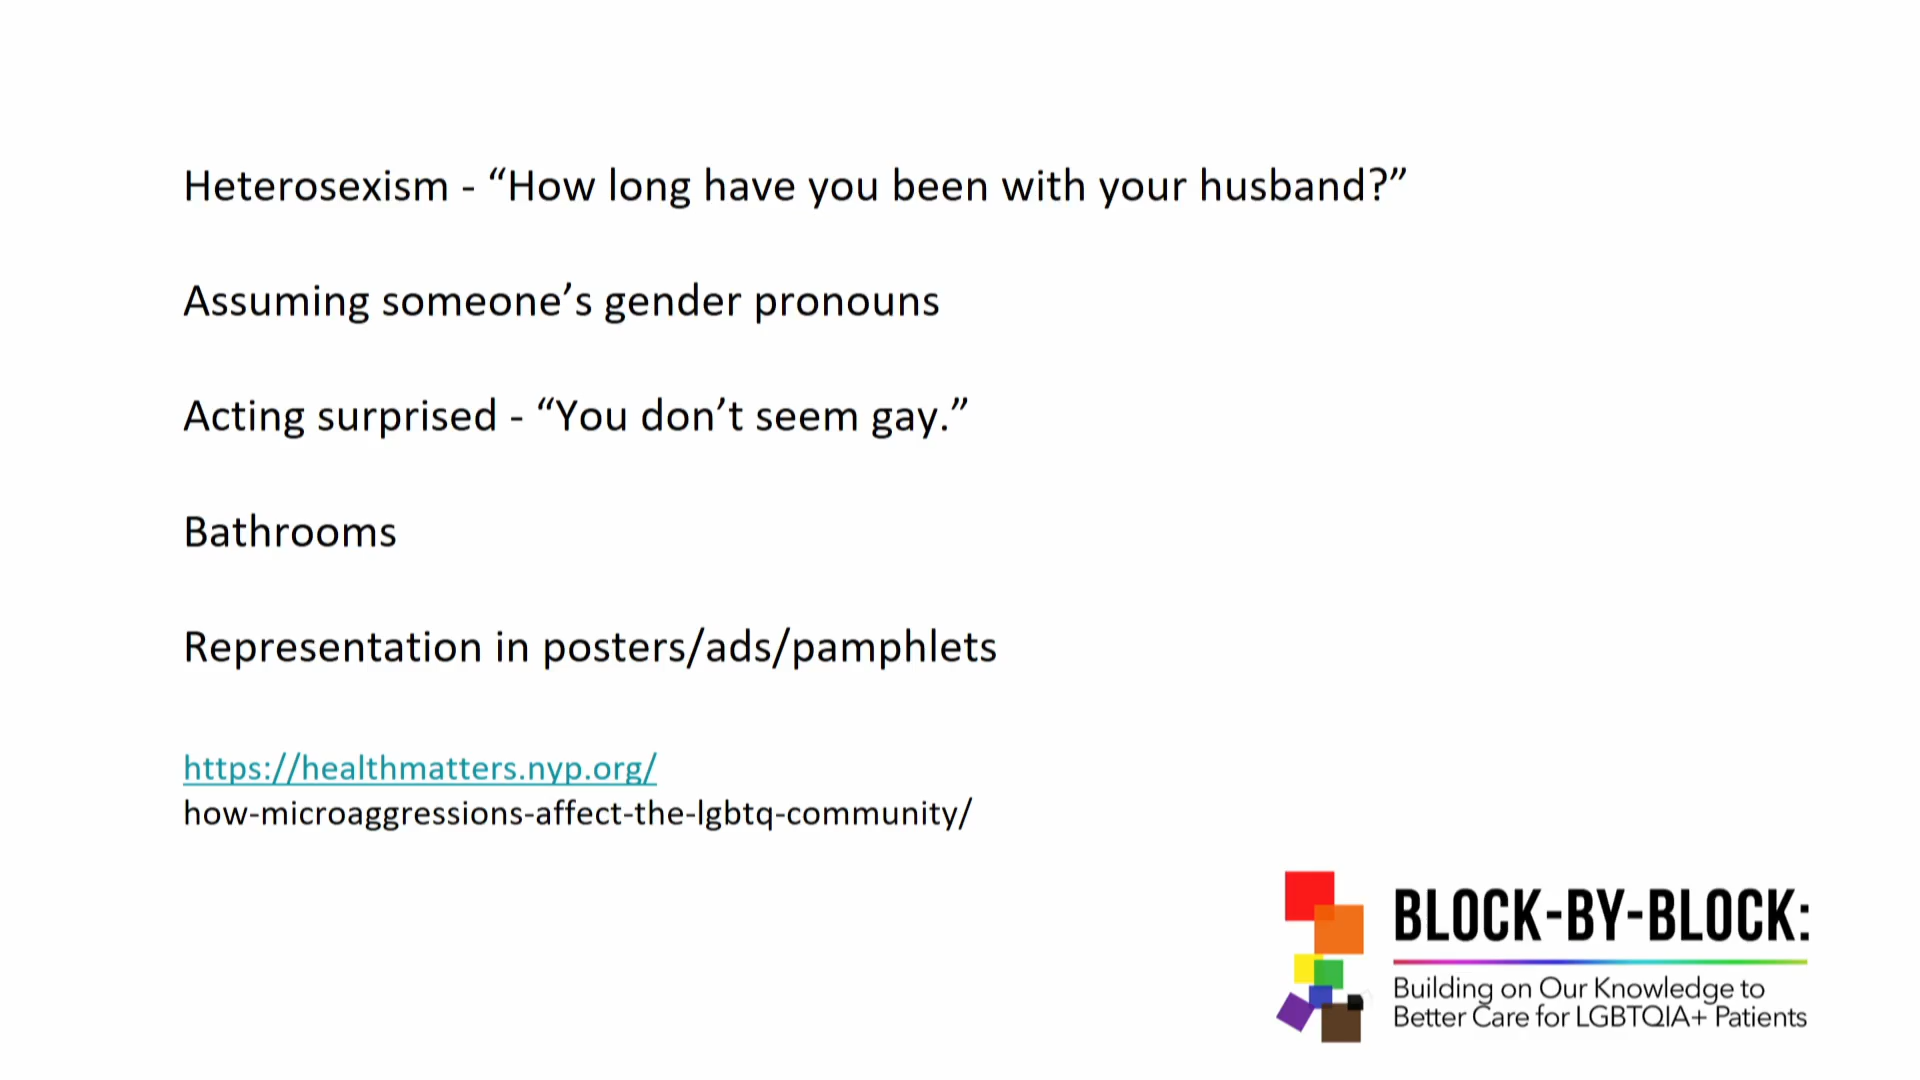 Heterosexism - “How long have you been with your husband?”
Assuming someone’s gender pronouns
Acting surprised - “You don’t seem gay.”
Bathrooms
Representation in posters/ads/pamphlets
https://healthmatters.nyp.org/
how-microaggressions-affect-the-lgbtq-community/
BLOCK-BY-BLOCK:
Building on Our Knowledge to
Better Care for LGBTQIA+ Patients